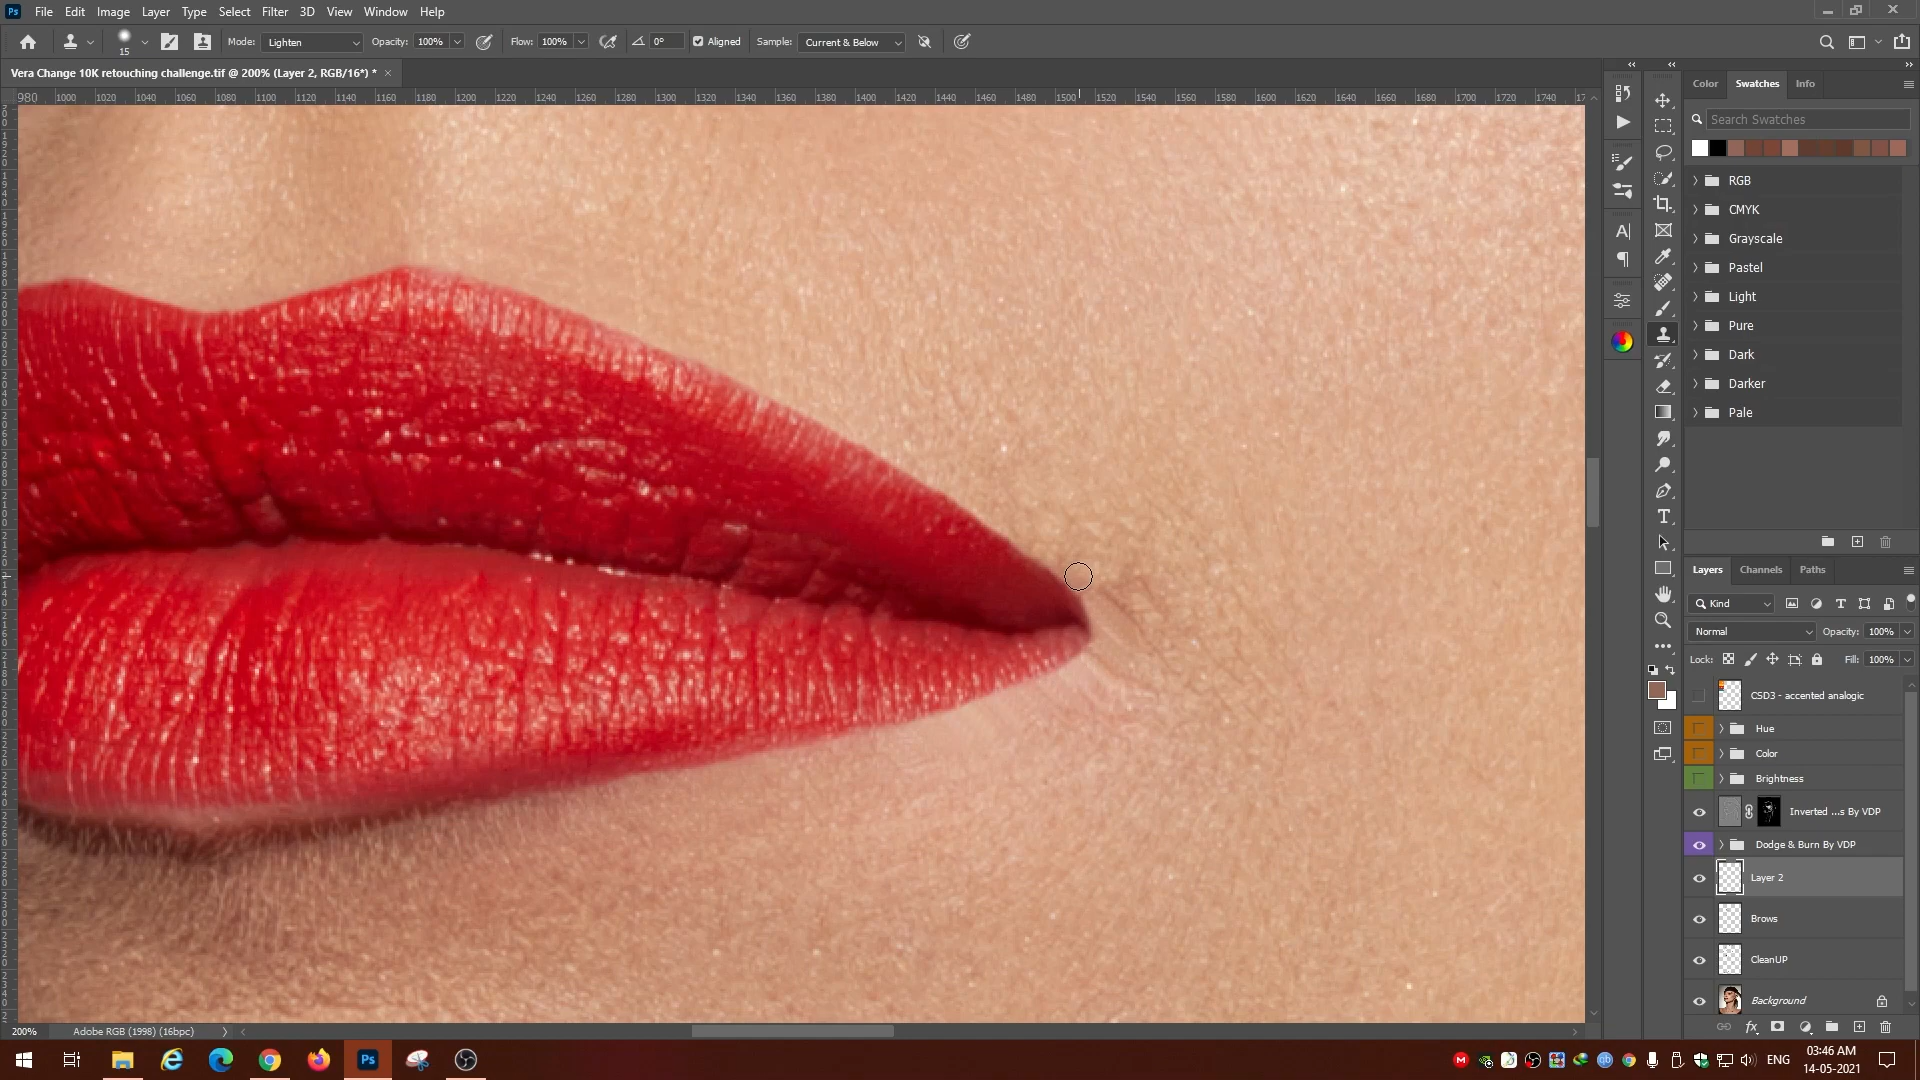 Ps File Edit Image Layer Type Select Filter 3D View Window Help
15 Mode: Lighten Opacity: 100% Flow: 100% 0° Aligned Sample: Current & Below
Vera Change 10K retouching challenge.tif @ 200% (Layer 2, RGB/16*) * ×
980 1000 1020 1040 1060 1080 1100 1120 1140 1160 1180 1200 1220 1240 1260 1280 1300 1320 1340 1360 1380 1400 1420 1440 1460 1480 1500 1520 1540 1560 1580 1600 1620 1640 1660 1680 1700 1720 1740
Color Swatches Info
Search Swatches
RGB
CMYK
Grayscale
Pastel
Light
Pure
Dark
Darker
Pale
Layers Channels Paths
Kind
Normal Opacity: 100%
Lock: Fill: 100%
CSD3 - accented analogic
Hue
Color
Brightness
Inverted ...s By VDP
Dodge & Burn By VDP
Layer 2
Brows
CleanUP
Background
200% Adobe RGB (1998) (16bpc)
Ps
ENG
03:46 AM
14-05-2021